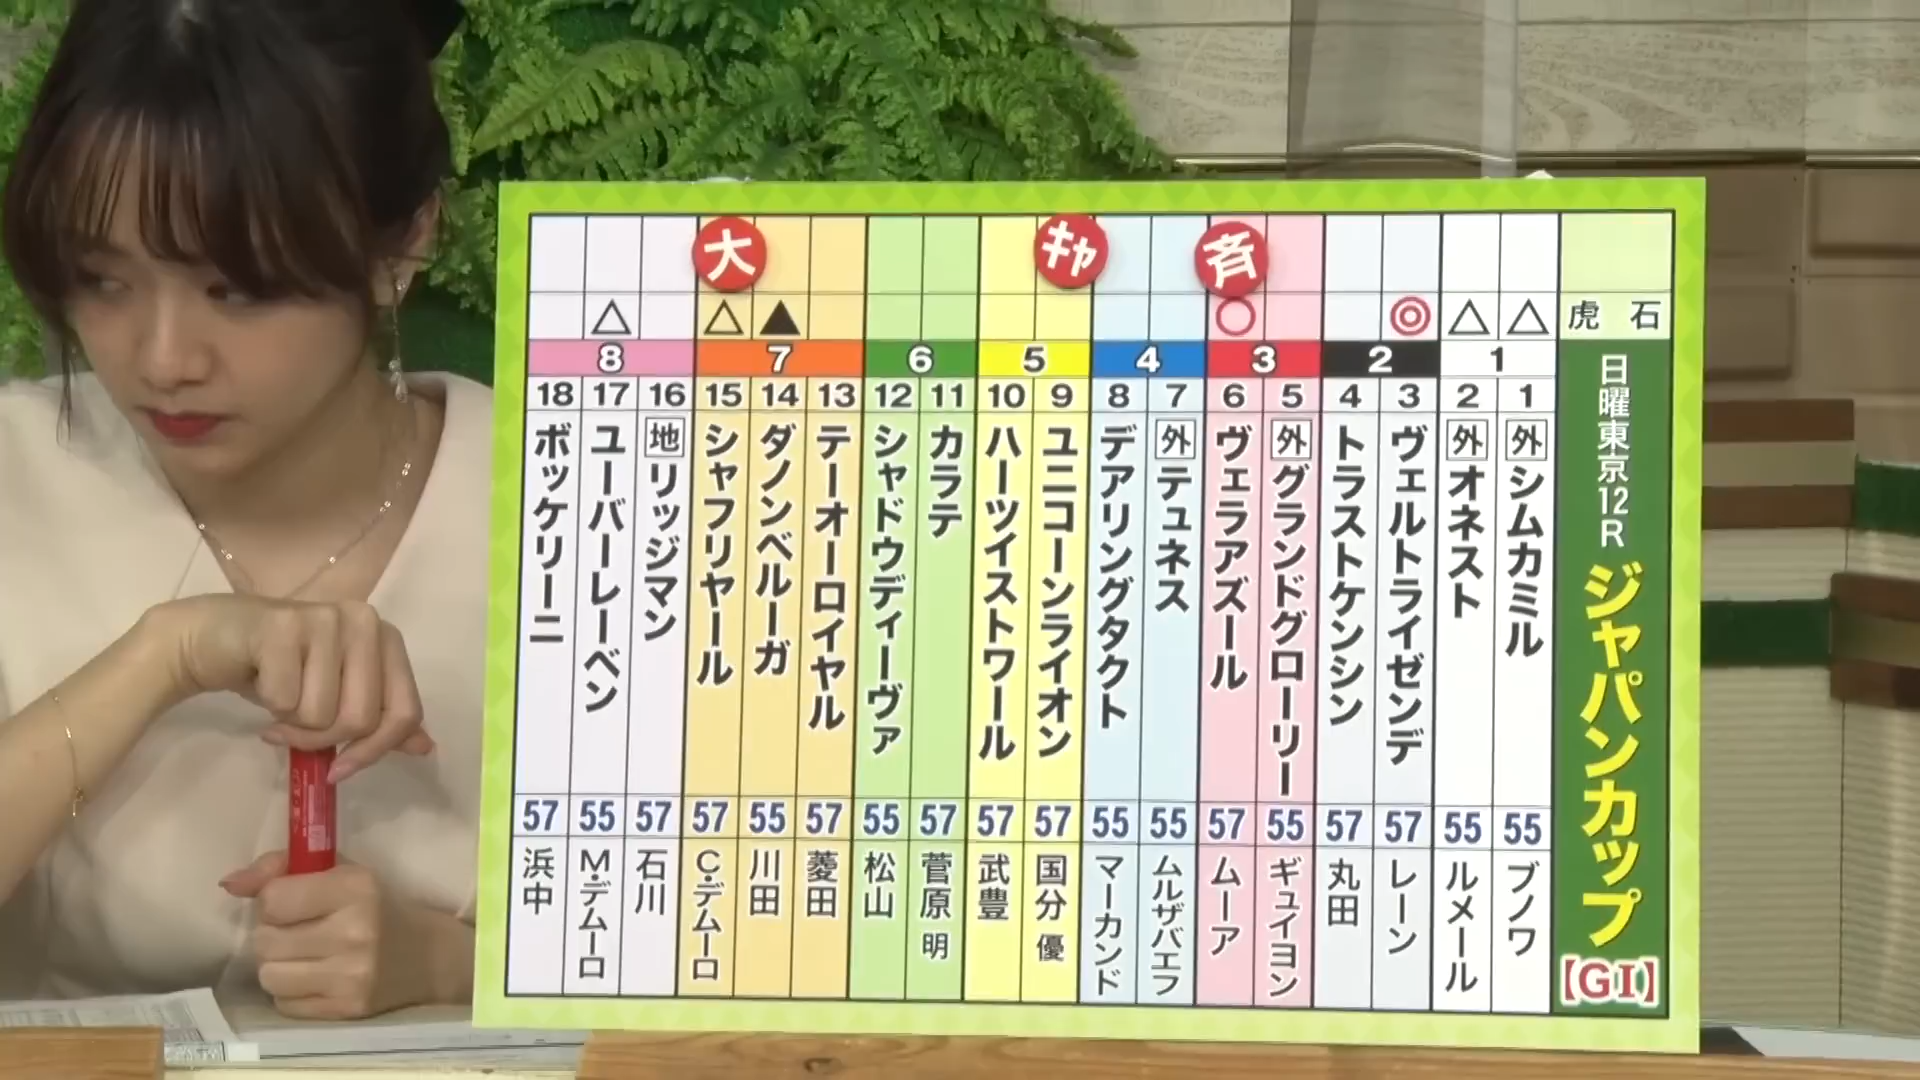 日曜東京12R
ジャパンカップ
【GI】
虎石
斉
キャ
大
△
△
◎
○
▲
△
△
1
2
3
4
5
6
7
8
1 外シムカミル 55 ブノワ
2 外オネスト 55 ルメール
3 ヴェルトライゼンデ 57 レーン
4 トラストケンシン 57 丸田
5 外グランドグローリー 55 ギュイヨン
6 ヴェラアズール 57 ムーア
7 外テュネス 55 ムルザバエフ
8 デアリングタクト 55 マーカンド
9 ユニコーンライオン 57 国分優
10 ハーツイストワール 57 武豊
11 カラテ 57 菅原明
12 シャドウディーヴァ 55 松山
13 テーオーロイヤル 57 菱田
14 ダノンベルーガ 55 川田
15 シャフリヤール 57 C・デムーロ
16 地リッジマン 57 石川
17 ユーバーレーベン 55 M・デムーロ
18 ボッケリーニ 57 浜中